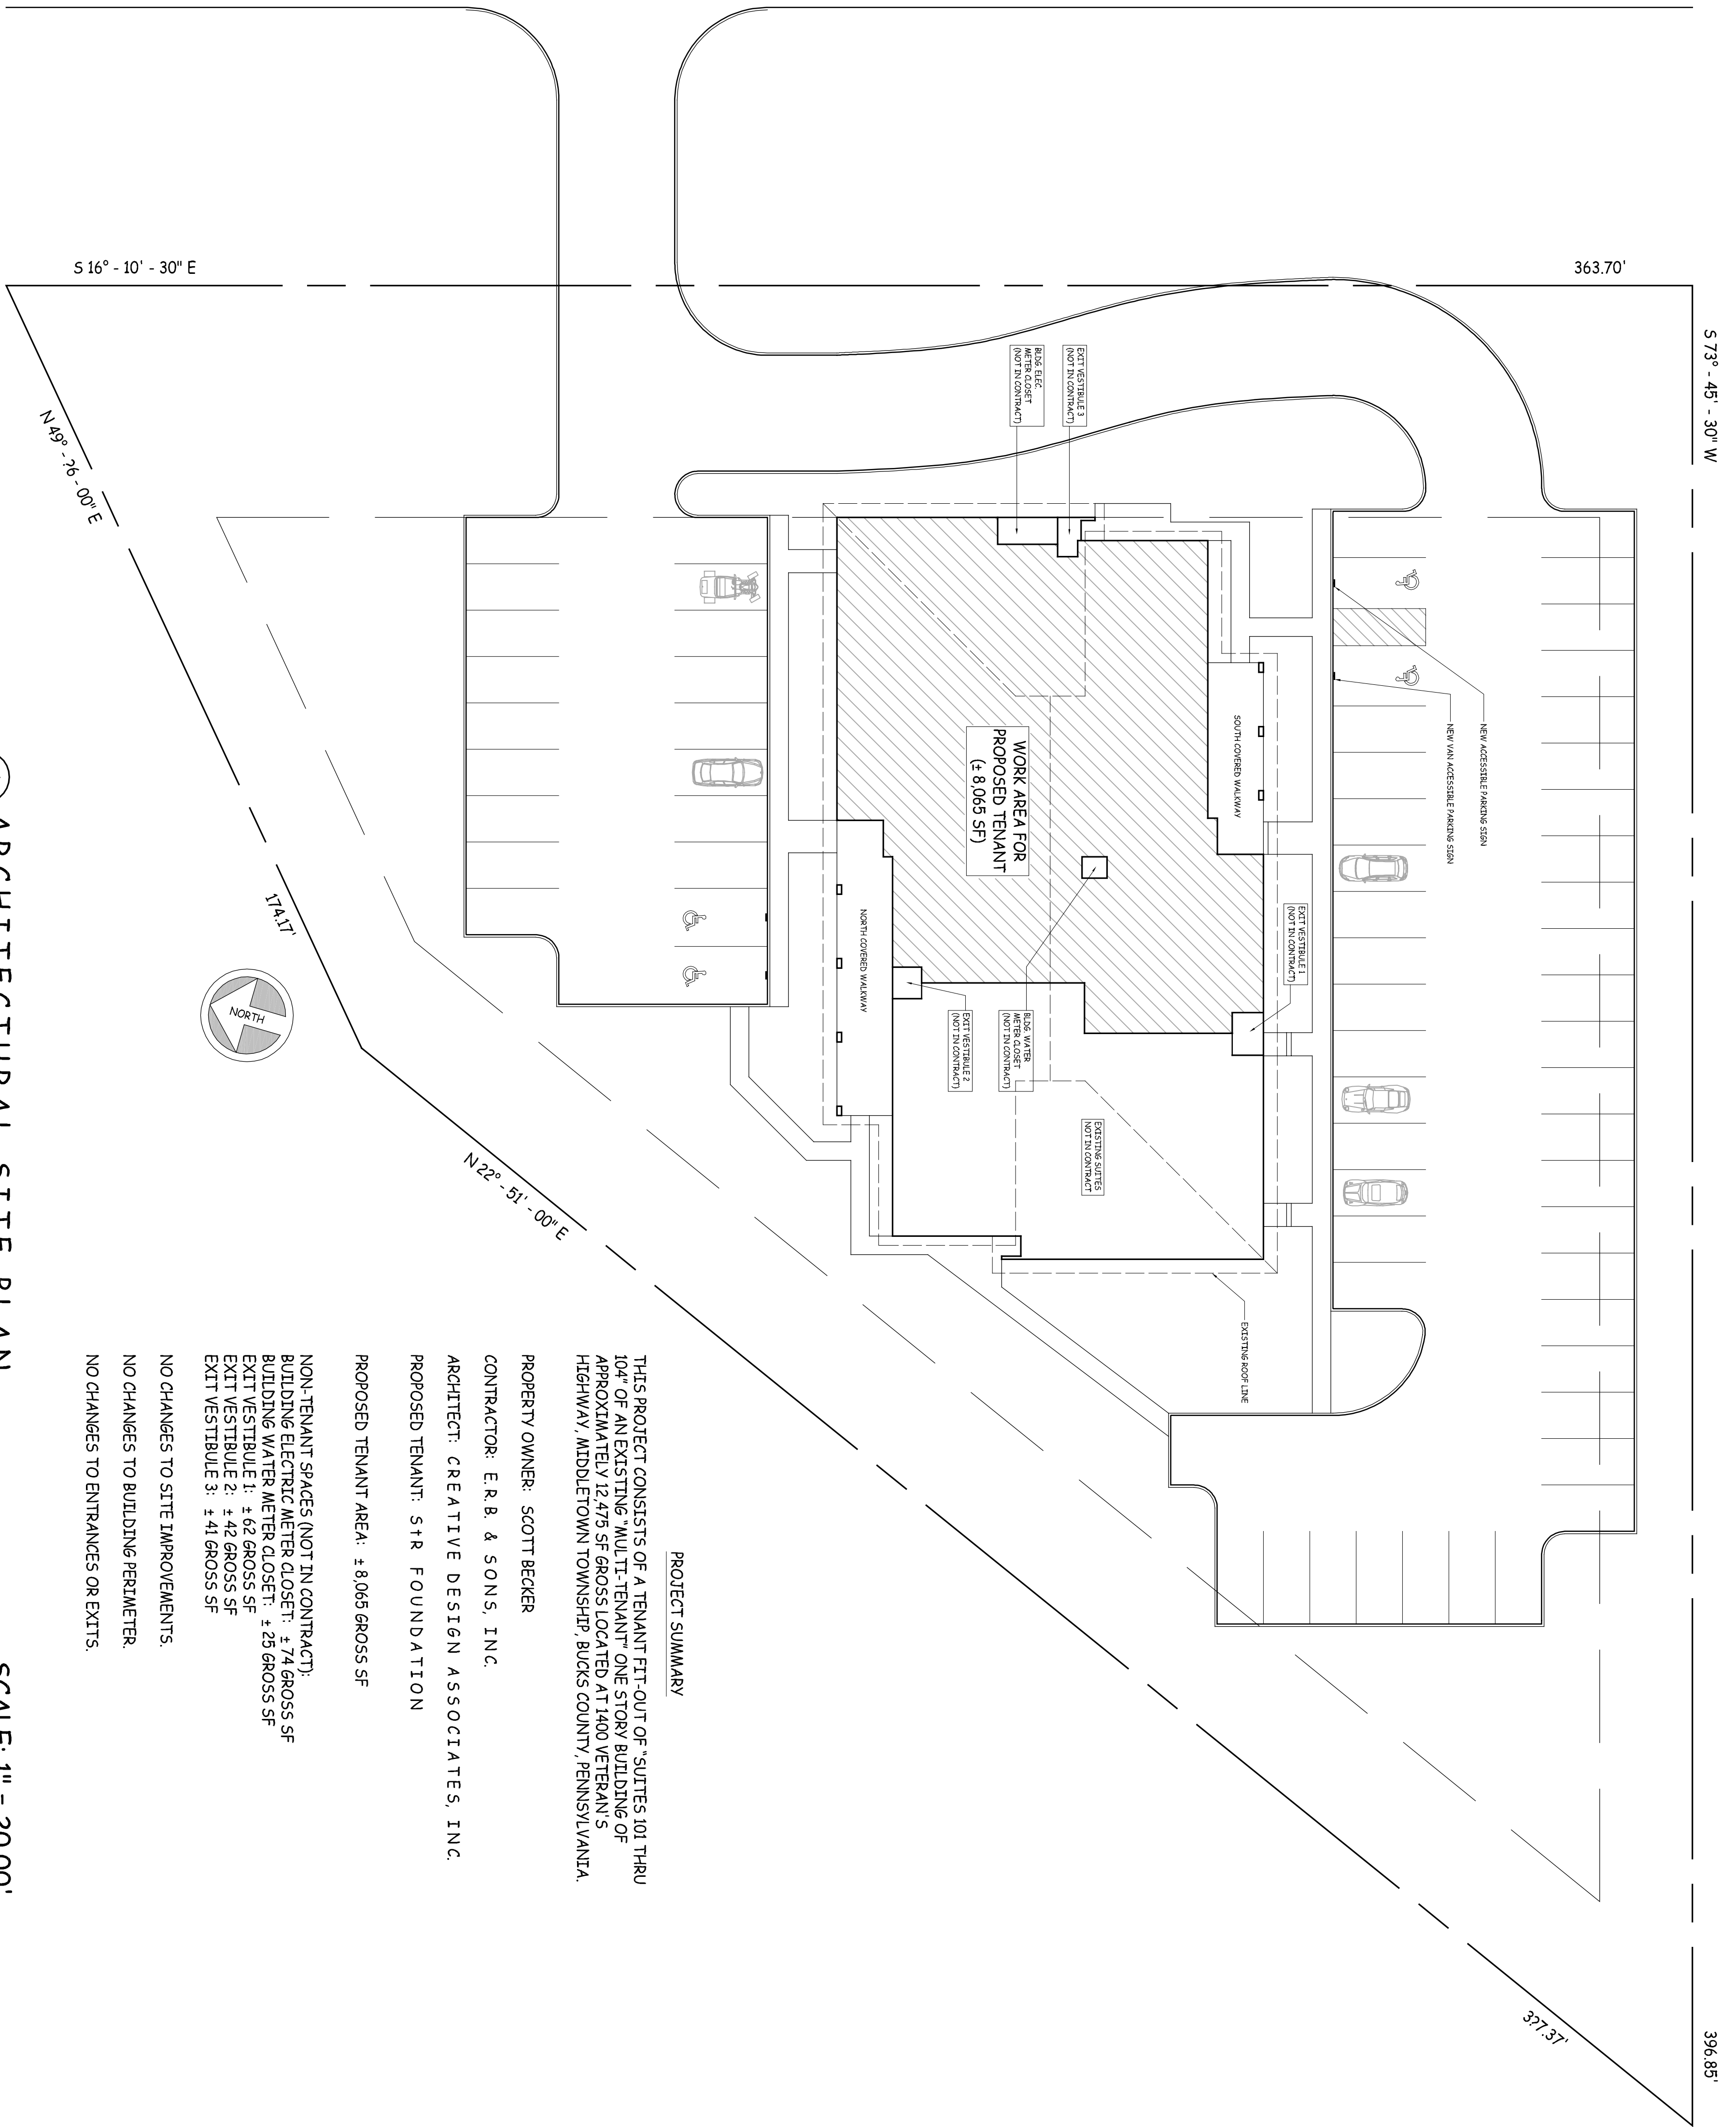 S 16° - 10' - 30" E
363.70'
S 73° - 45' - 30" W
396.85'
N 49° - ?6 - 00" E
174.17'
N 22° - 51' - 00" E
3?7.37'
BLDG. ELEC.
METER CLOSET
(NOT IN CONTRACT)
EXIT VESTIBULE 3
(NOT IN CONTRACT)
NEW ACCESSIBLE PARKING SIGN
NEW VAN ACCESSIBLE PARKING SIGN
SOUTH COVERED WALKWAY
WORK AREA FOR
PROPOSED TENANT
(± 8,065 SF)
NORTH COVERED WALKWAY
EXIT VESTIBULE 1
(NOT IN CONTRACT)
BLDG. WATER
METER CLOSET
(NOT IN CONTRACT)
EXIT VESTIBULE 2
(NOT IN CONTRACT)
EXISTING SUITES
NOT IN CONTRACT
EXISTING ROOF LINE
NORTH
PROJECT SUMMARY
THIS PROJECT CONSISTS OF A TENANT FIT-OUT OF "SUITES 101 THRU
104" OF AN EXISTING "MULTI-TENANT" ONE STORY BUILDING OF
APPROXIMATELY 12,475 SF GROSS LOCATED AT 1400 VETERAN'S
HIGHWAY, MIDDLETOWN TOWNSHIP, BUCKS COUNTY, PENNSYLVANIA.
PROPERTY OWNER: SCOTT BECKER
CONTRACTOR: E.R.B. & SONS, INC.
ARCHITECT: CREATIVE DESIGN ASSOCIATES, INC.
PROPOSED TENANT: S+R FOUNDATION
PROPOSED TENANT AREA: ± 8,065 GROSS SF
NON-TENANT SPACES (NOT IN CONTRACT):
BUILDING ELECTRIC METER CLOSET: ± 74 GROSS SF
BUILDING WATER METER CLOSET: ± 25 GROSS SF
EXIT VESTIBULE 1: ± 62 GROSS SF
EXIT VESTIBULE 2: ± 42 GROSS SF
EXIT VESTIBULE 3: ± 41 GROSS SF
NO CHANGES TO SITE IMPROVEMENTS.
NO CHANGES TO BUILDING PERIMETER.
NO CHANGES TO ENTRANCES OR EXITS.
ARCHITECTURAL SITE PLAN
SCALE: 1" = 20.00'